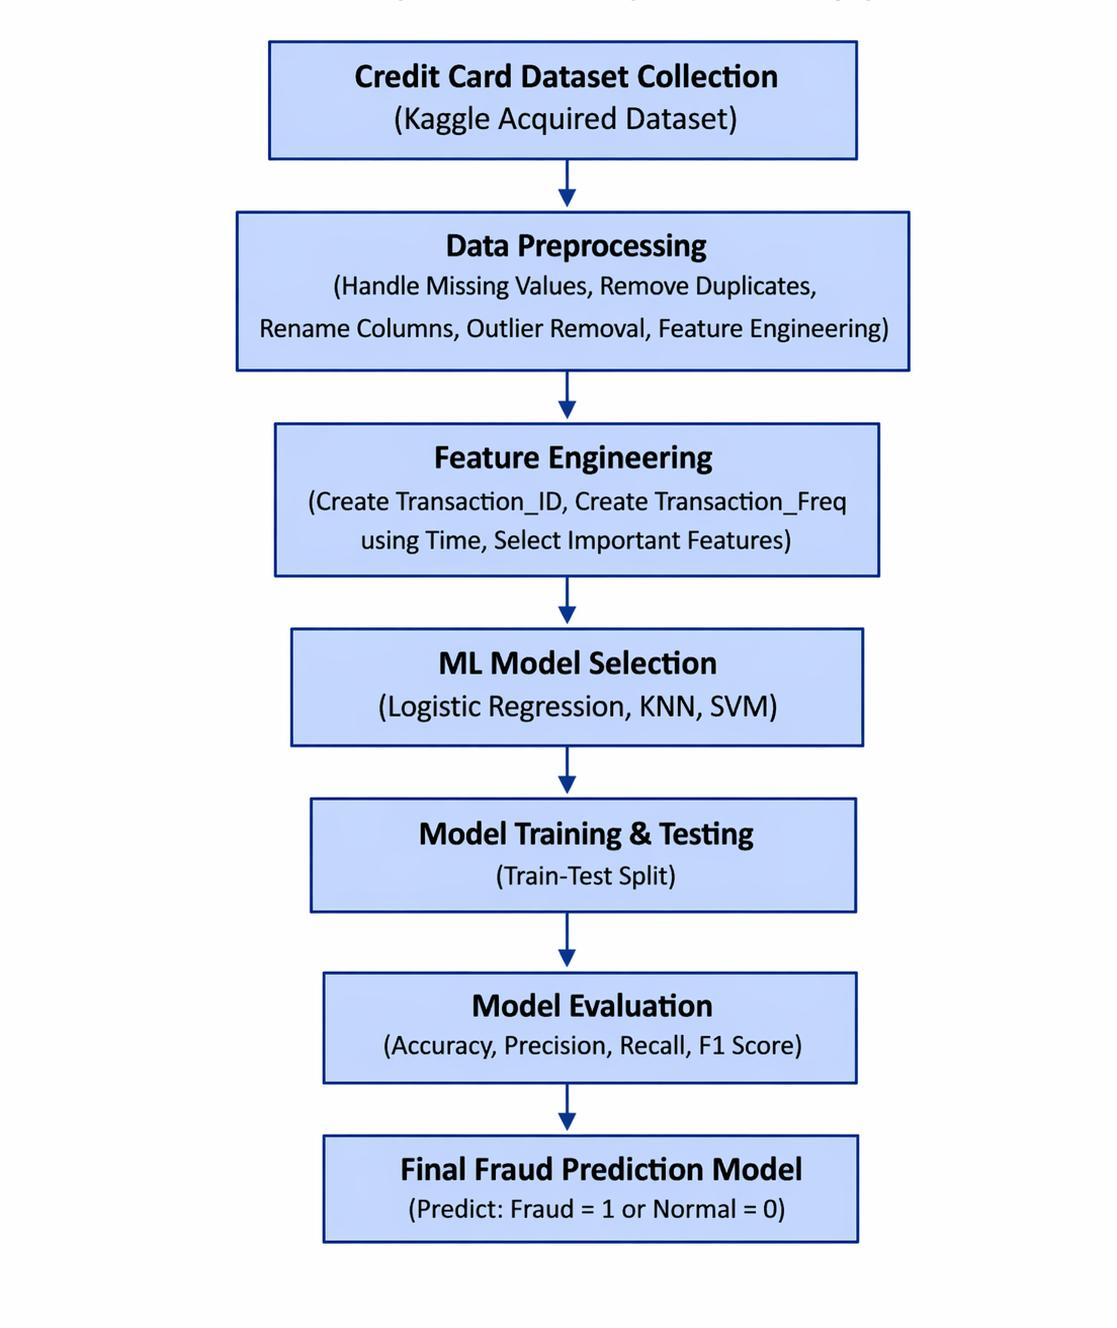 Credit Card Dataset Collection
(Kaggle Acquired Dataset)
Data Preprocessing
(Handle Missing Values, Remove Duplicates,
Rename Columns, Outlier Removal, Feature Engineering)
Feature Engineering
(Create Transaction_ID, Create Transaction_Freq
using Time, Select Important Features)
ML Model Selection
(Logistic Regression, KNN, SVM)
Model Training & Testing
(Train-Test Split)
Model Evaluation
(Accuracy, Precision, Recall, F1 Score)
Final Fraud Prediction Model
(Predict: Fraud = 1 or Normal = 0)